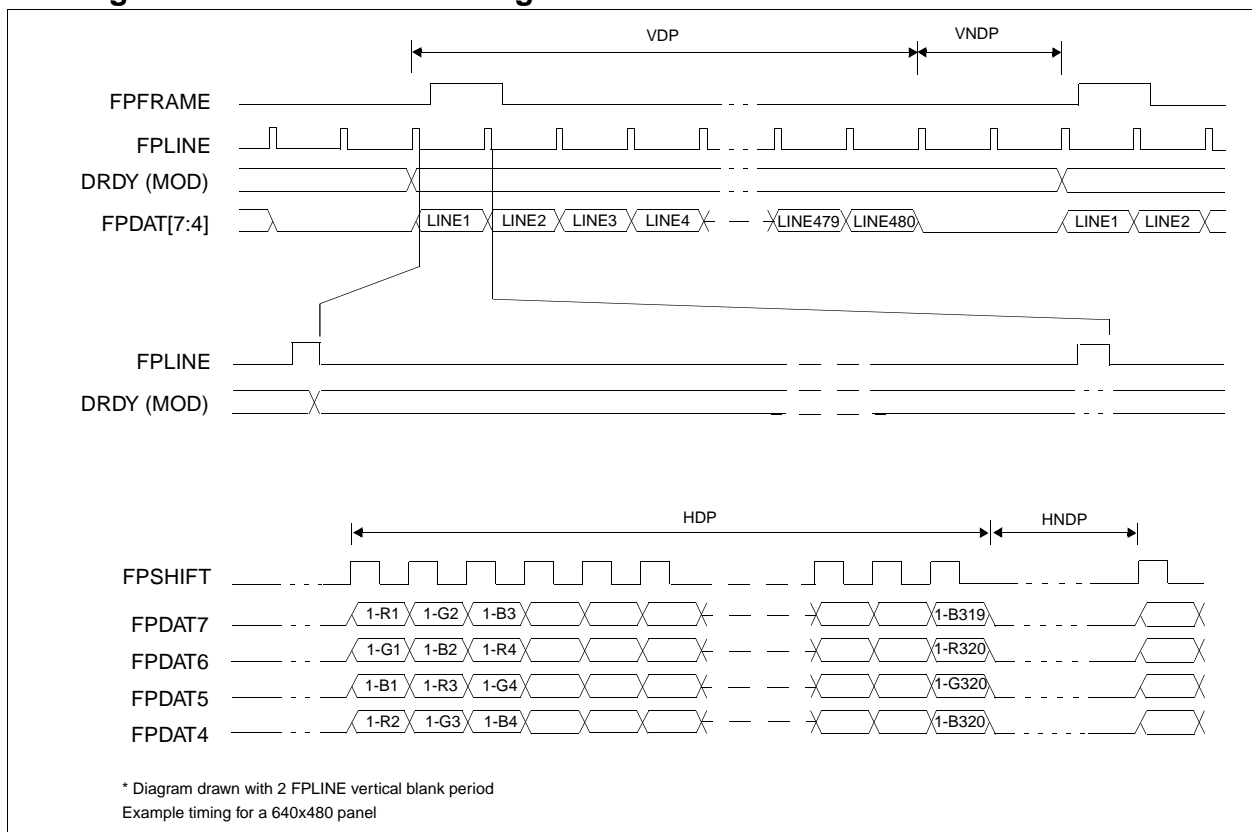 VDP VNDP
FPFRAME
FPLINE
DRDY (MOD)
FPDAT[7:4] LINE1 LINE2 LINE3 LINE4 LINE479 LINE480 LINE1 LINE2
FPLINE
DRDY (MOD)
HDP HNDP
FPSHIFT
FPDAT7 1-R1 1-G2 1-B3 1-B319
FPDAT6 1-G1 1-B2 1-R4 1-R320
FPDAT5 1-B1 1-R3 1-G4 1-G320
FPDAT4 1-R2 1-G3 1-B4 1-B320
* Diagram drawn with 2 FPLINE vertical blank period
Example timing for a 640x480 panel